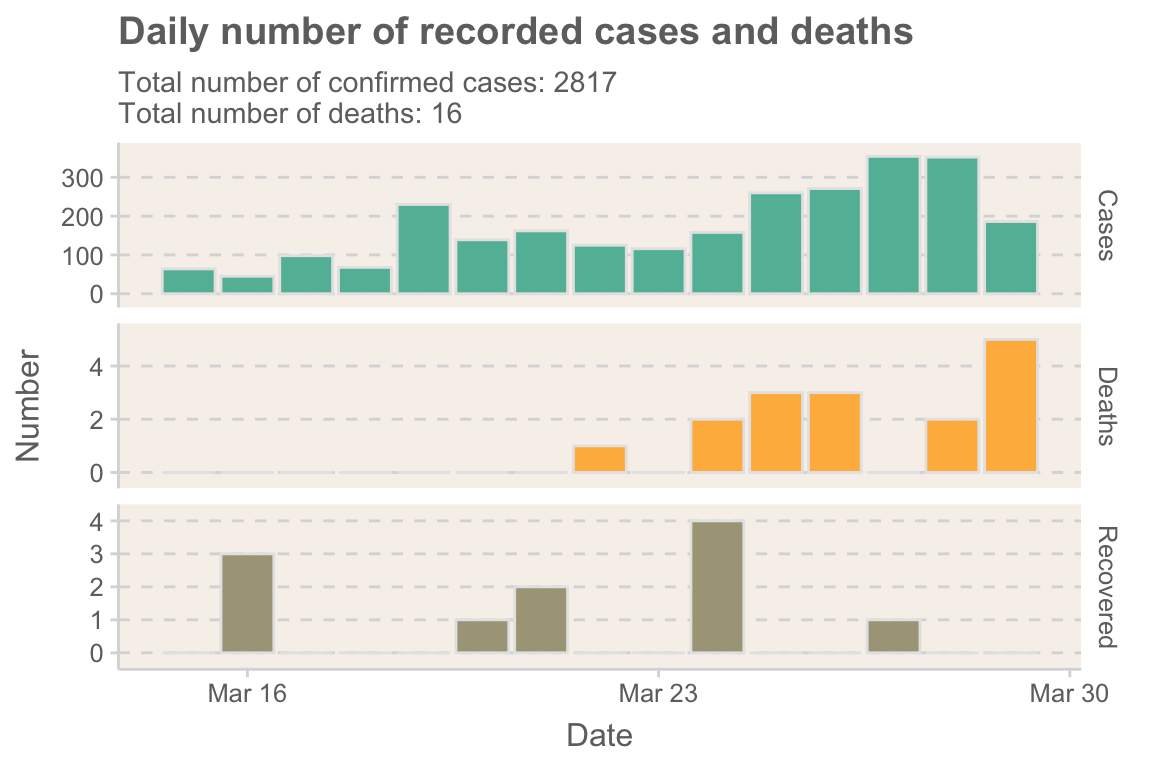 Daily number of recorded cases and deaths
Total number of confirmed cases: 2817
Total number of deaths: 16
300
200
100
0
Cases
4
2
0
Deaths
4
3
2
1
0
Recovered
Number
Mar 16
Mar 23
Mar 30
Date